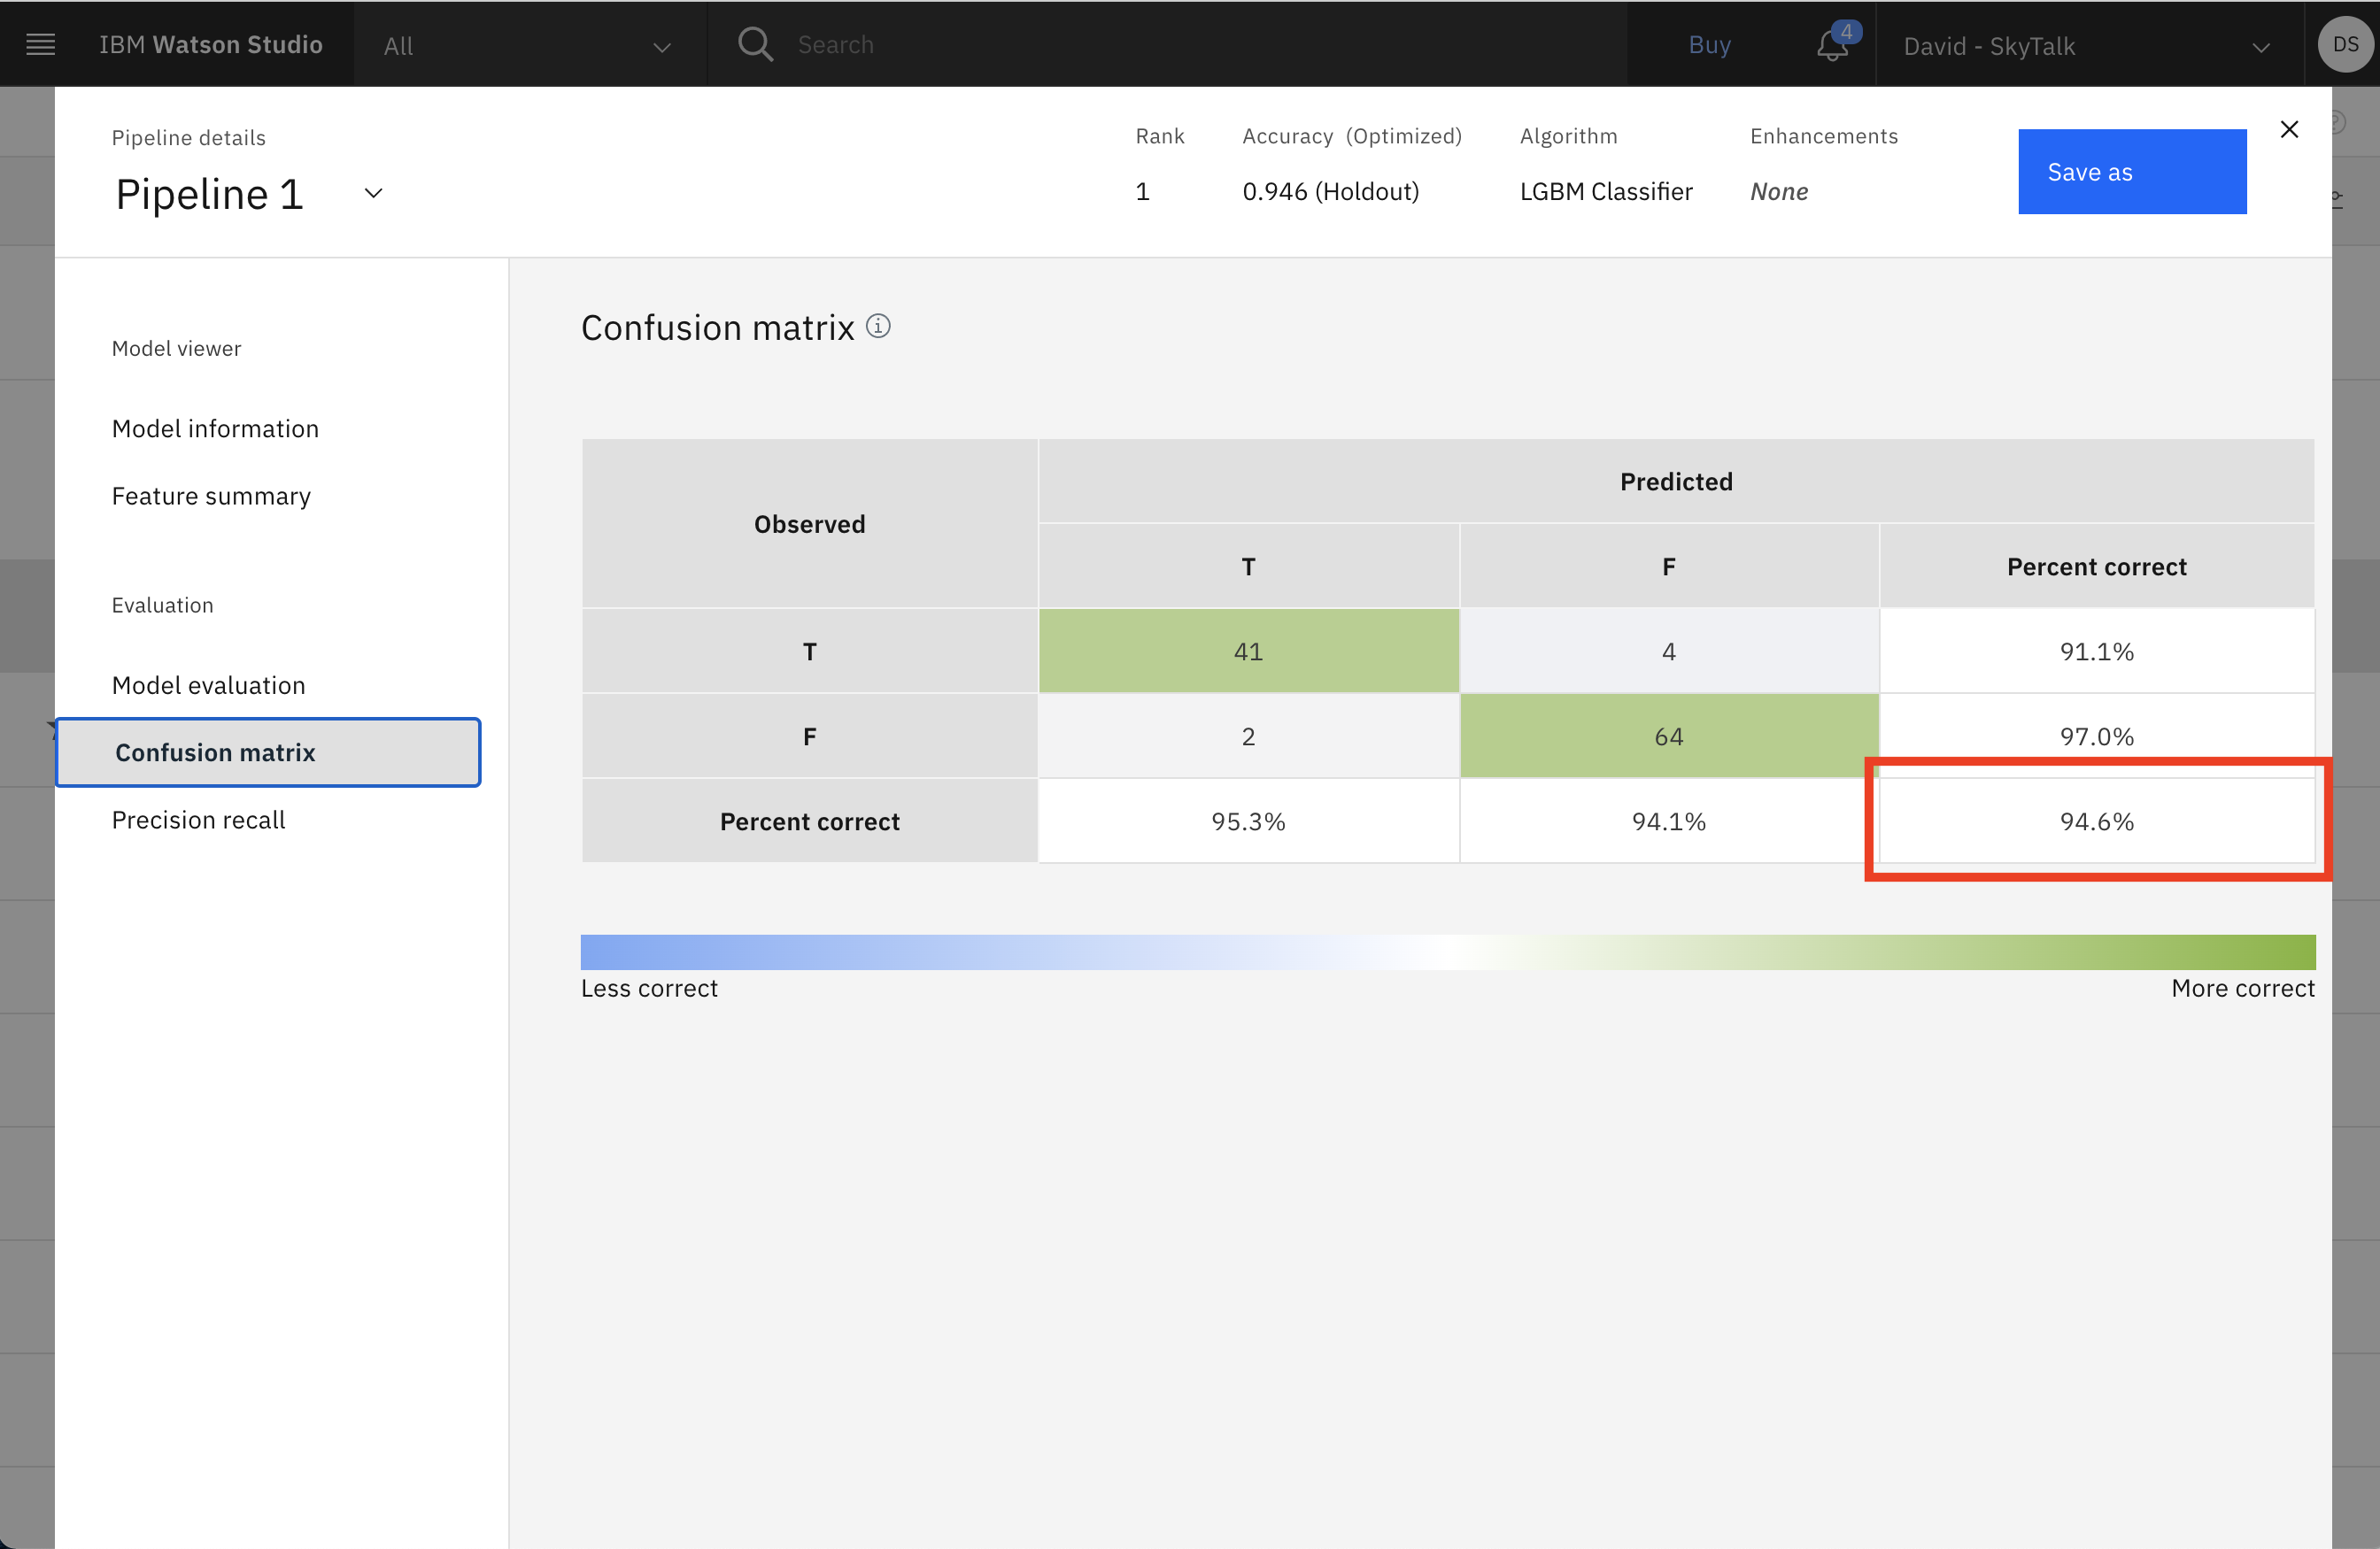 IBM Watson Studio
All
Search
Buy
4
David - SkyTalk
DS
Pipeline details
Pipeline 1
Rank
1
Accuracy (Optimized)
0.946 (Holdout)
Algorithm
LGBM Classifier
Enhancements
None
Save as
Model viewer
Model information
Feature summary
Evaluation
Model evaluation
Confusion matrix
Precision recall
Confusion matrix
Observed
Predicted
T F Percent correct
T 41 4 91.1%
F 2 64 97.0%
Percent correct 95.3% 94.1% 94.6%
Less correct
More correct